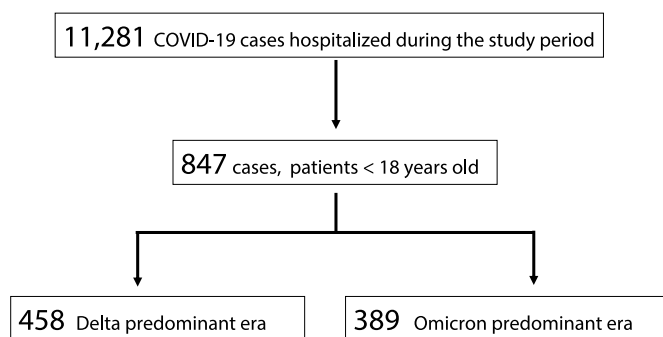 11,281 COVID-19 cases hospitalized during the study period
847 cases, patients < 18 years old
458 Delta predominant era
389 Omicron predominant era